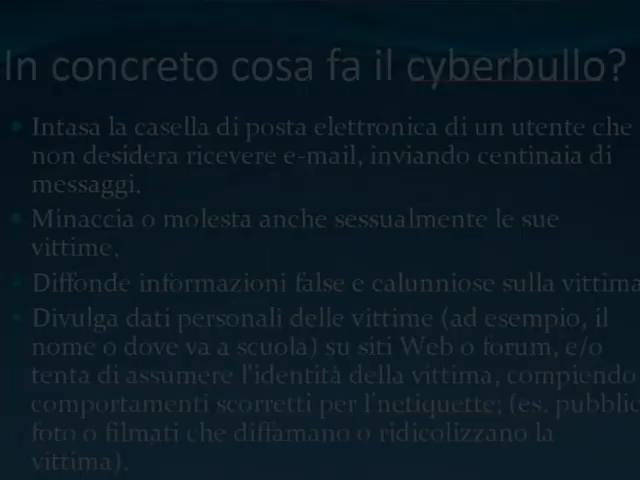 In concreto cosa fa il cyberbullo?
Intasa la casella di posta elettronica di un utente che
non desidera ricevere e-mail, inviando centinaia di
messaggi.
Minaccia o molesta anche sessualmente le sue
vittime.
Diffonde informazioni false e calunniose sulla vittima
Divulga dati personali delle vittime (ad esempio, il
nome o dove va a scuola) su siti Web o forum, e/o
tenta di assumere l'identità della vittima, compiendo
comportamenti scorretti per l'netiquette; (es. pubblic
foto o filmati che diffamano o ridicolizzano la
vittima).